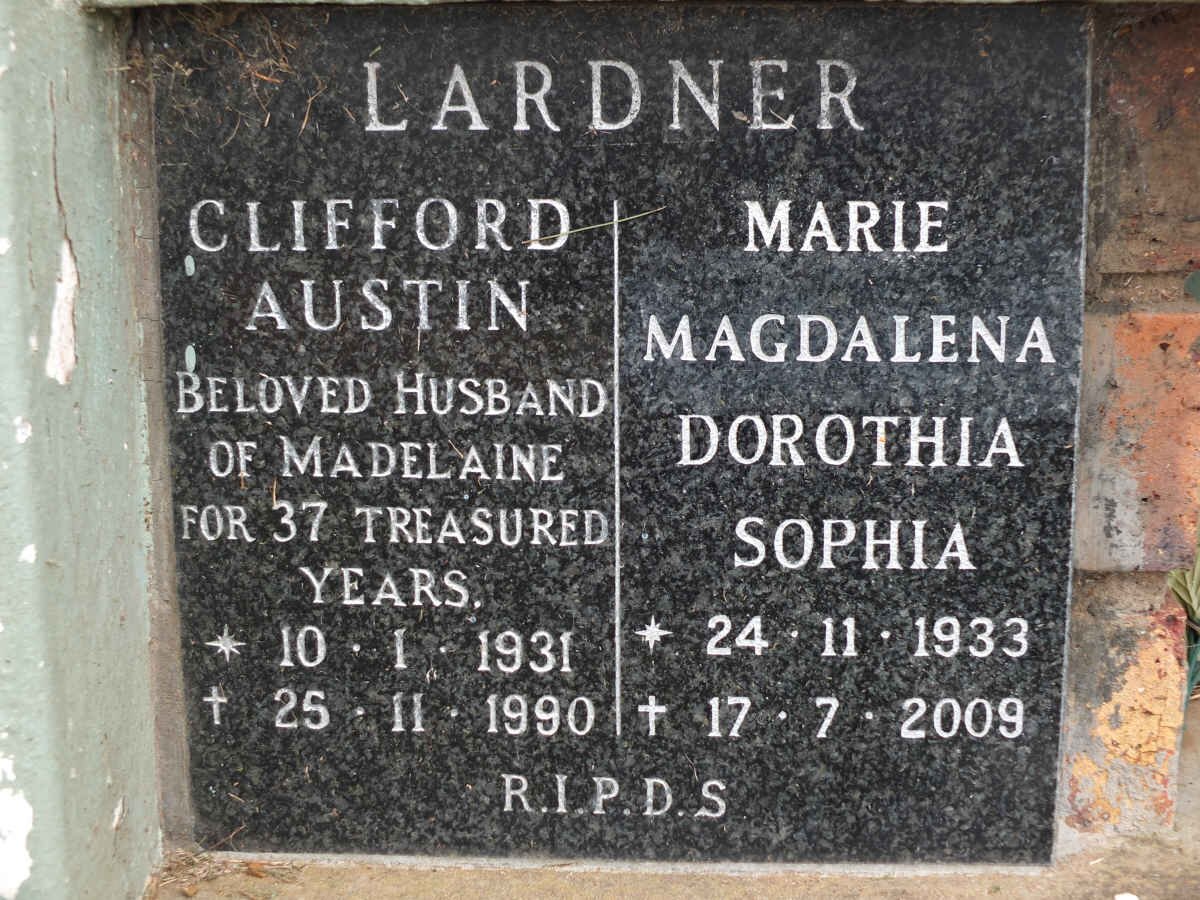 LARDNER
CLIFFORD
AUSTIN
BELOVED HUSBAND
OF MADELAINE
FOR 37 TREASURED
YEARS.
10 · 1 · 1931
✝ 25 · 11 · 1990
MARIE
MAGDALENA
DOROTHIA
SOPHIA
24 · 11 · 1933
✝ 17 · 7 · 2009
R.I.P.D.S